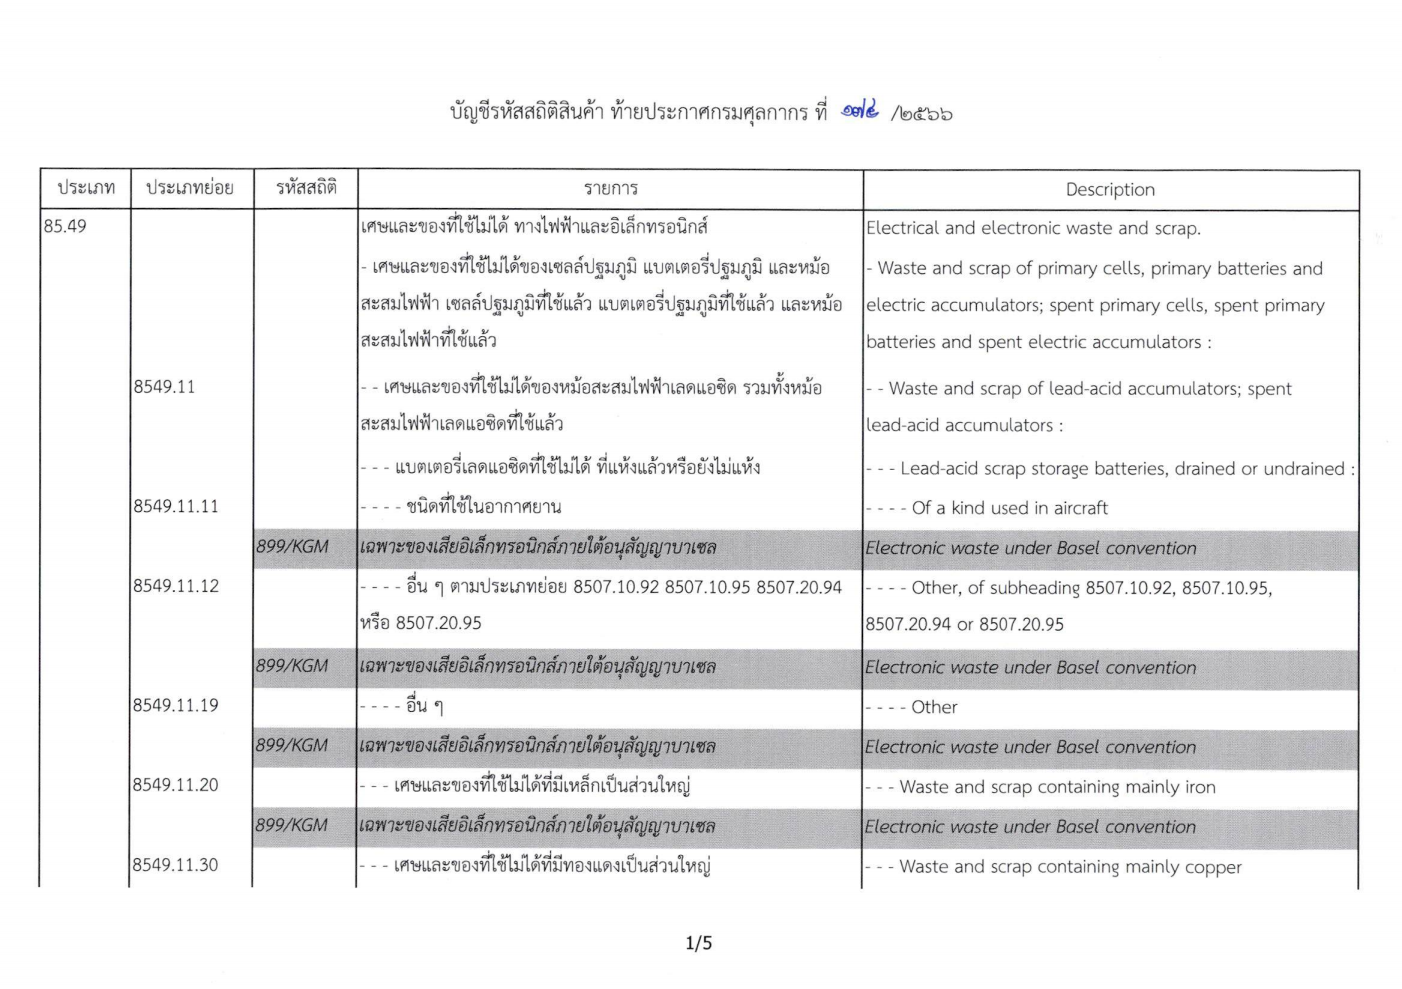 บัญชีรหัสสถิติสินค้า ท้ายประกาศกรมศุลกากร ที่ ๑๗๔ /๒๕๖๖
ประเภท ประเภทย่อย รหัสสถิติ รายการ Description
85.49 เศษและของที่ใช้ไม่ได้ ทางไฟฟ้าและอิเล็กทรอนิกส์ Electrical and electronic waste and scrap.
- เศษและของที่ใช้ไม่ได้ของเซลล์ปฐมภูมิ แบตเตอรี่ปฐมภูมิ และหม้อ - Waste and scrap of primary cells, primary batteries and
สะสมไฟฟ้า เซลล์ปฐมภูมิที่ใช้แล้ว แบตเตอรี่ปฐมภูมิที่ใช้แล้ว และหม้อ electric accumulators; spent primary cells, spent primary
สะสมไฟฟ้าที่ใช้แล้ว batteries and spent electric accumulators :
8549.11 - - เศษและของที่ใช้ไม่ได้ของหม้อสะสมไฟฟ้าเลดแอซิด รวมทั้งหม้อ - - Waste and scrap of lead-acid accumulators; spent
สะสมไฟฟ้าเลดแอซิดที่ใช้แล้ว lead-acid accumulators :
- - - แบตเตอรี่เลดแอซิดที่ใช้ไม่ได้ ที่แห้งแล้วหรือยังไม่แห้ง - - - Lead-acid scrap storage batteries, drained or undrained :
8549.11.11 - - - - ชนิดที่ใช้ในอากาศยาน - - - - Of a kind used in aircraft
899/KGM เฉพาะของเสียอิเล็กทรอนิกส์ภายใต้อนุสัญญาบาเซล Electronic waste under Basel convention
8549.11.12 - - - - อื่น ๆ ตามประเภทย่อย 8507.10.92 8507.10.95 8507.20.94 - - - - Other, of subheading 8507.10.92, 8507.10.95,
หรือ 8507.20.95 8507.20.94 or 8507.20.95
899/KGM เฉพาะของเสียอิเล็กทรอนิกส์ภายใต้อนุสัญญาบาเซล Electronic waste under Basel convention
8549.11.19 - - - - อื่น ๆ - - - - Other
899/KGM เฉพาะของเสียอิเล็กทรอนิกส์ภายใต้อนุสัญญาบาเซล Electronic waste under Basel convention
8549.11.20 - - - เศษและของที่ใช้ไม่ได้ที่มีเหล็กเป็นส่วนใหญ่ - - - Waste and scrap containing mainly iron
899/KGM เฉพาะของเสียอิเล็กทรอนิกส์ภายใต้อนุสัญญาบาเซล Electronic waste under Basel convention
8549.11.30 - - - เศษและของที่ใช้ไม่ได้ที่มีทองแดงเป็นส่วนใหญ่ - - - Waste and scrap containing mainly copper
1/5